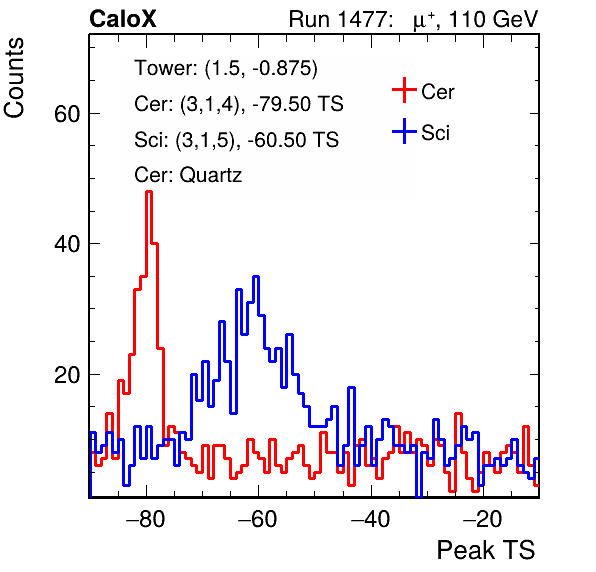 CaloX Run 1477: μ⁺, 110 GeV
Counts
Tower: (1.5, -0.875)
Cer: (3,1,4), -79.50 TS
Sci: (3,1,5), -60.50 TS
Cer: Quartz
Cer
Sci
60
40
20
−80 −60 −40 −20
Peak TS